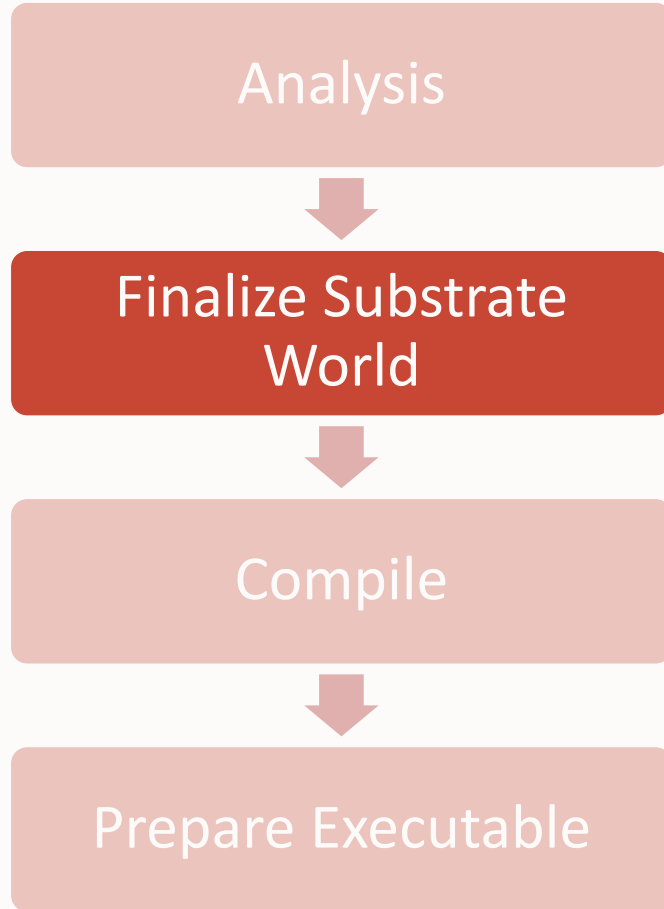 Analysis
Finalize Substrate
World
Compile
Prepare Executable